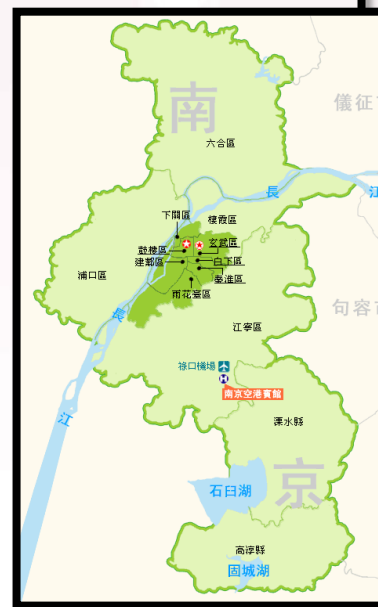 南
儀征
六合區
長
江
下關區
棲霞區
鼓樓區
玄武區
建鄴區
白下區
秦淮區
浦口區
雨花臺區
長
江寧區
句容
祿口機場
H
南京空港賓館
江
溧水縣
京
石臼湖
高淳縣
固城湖